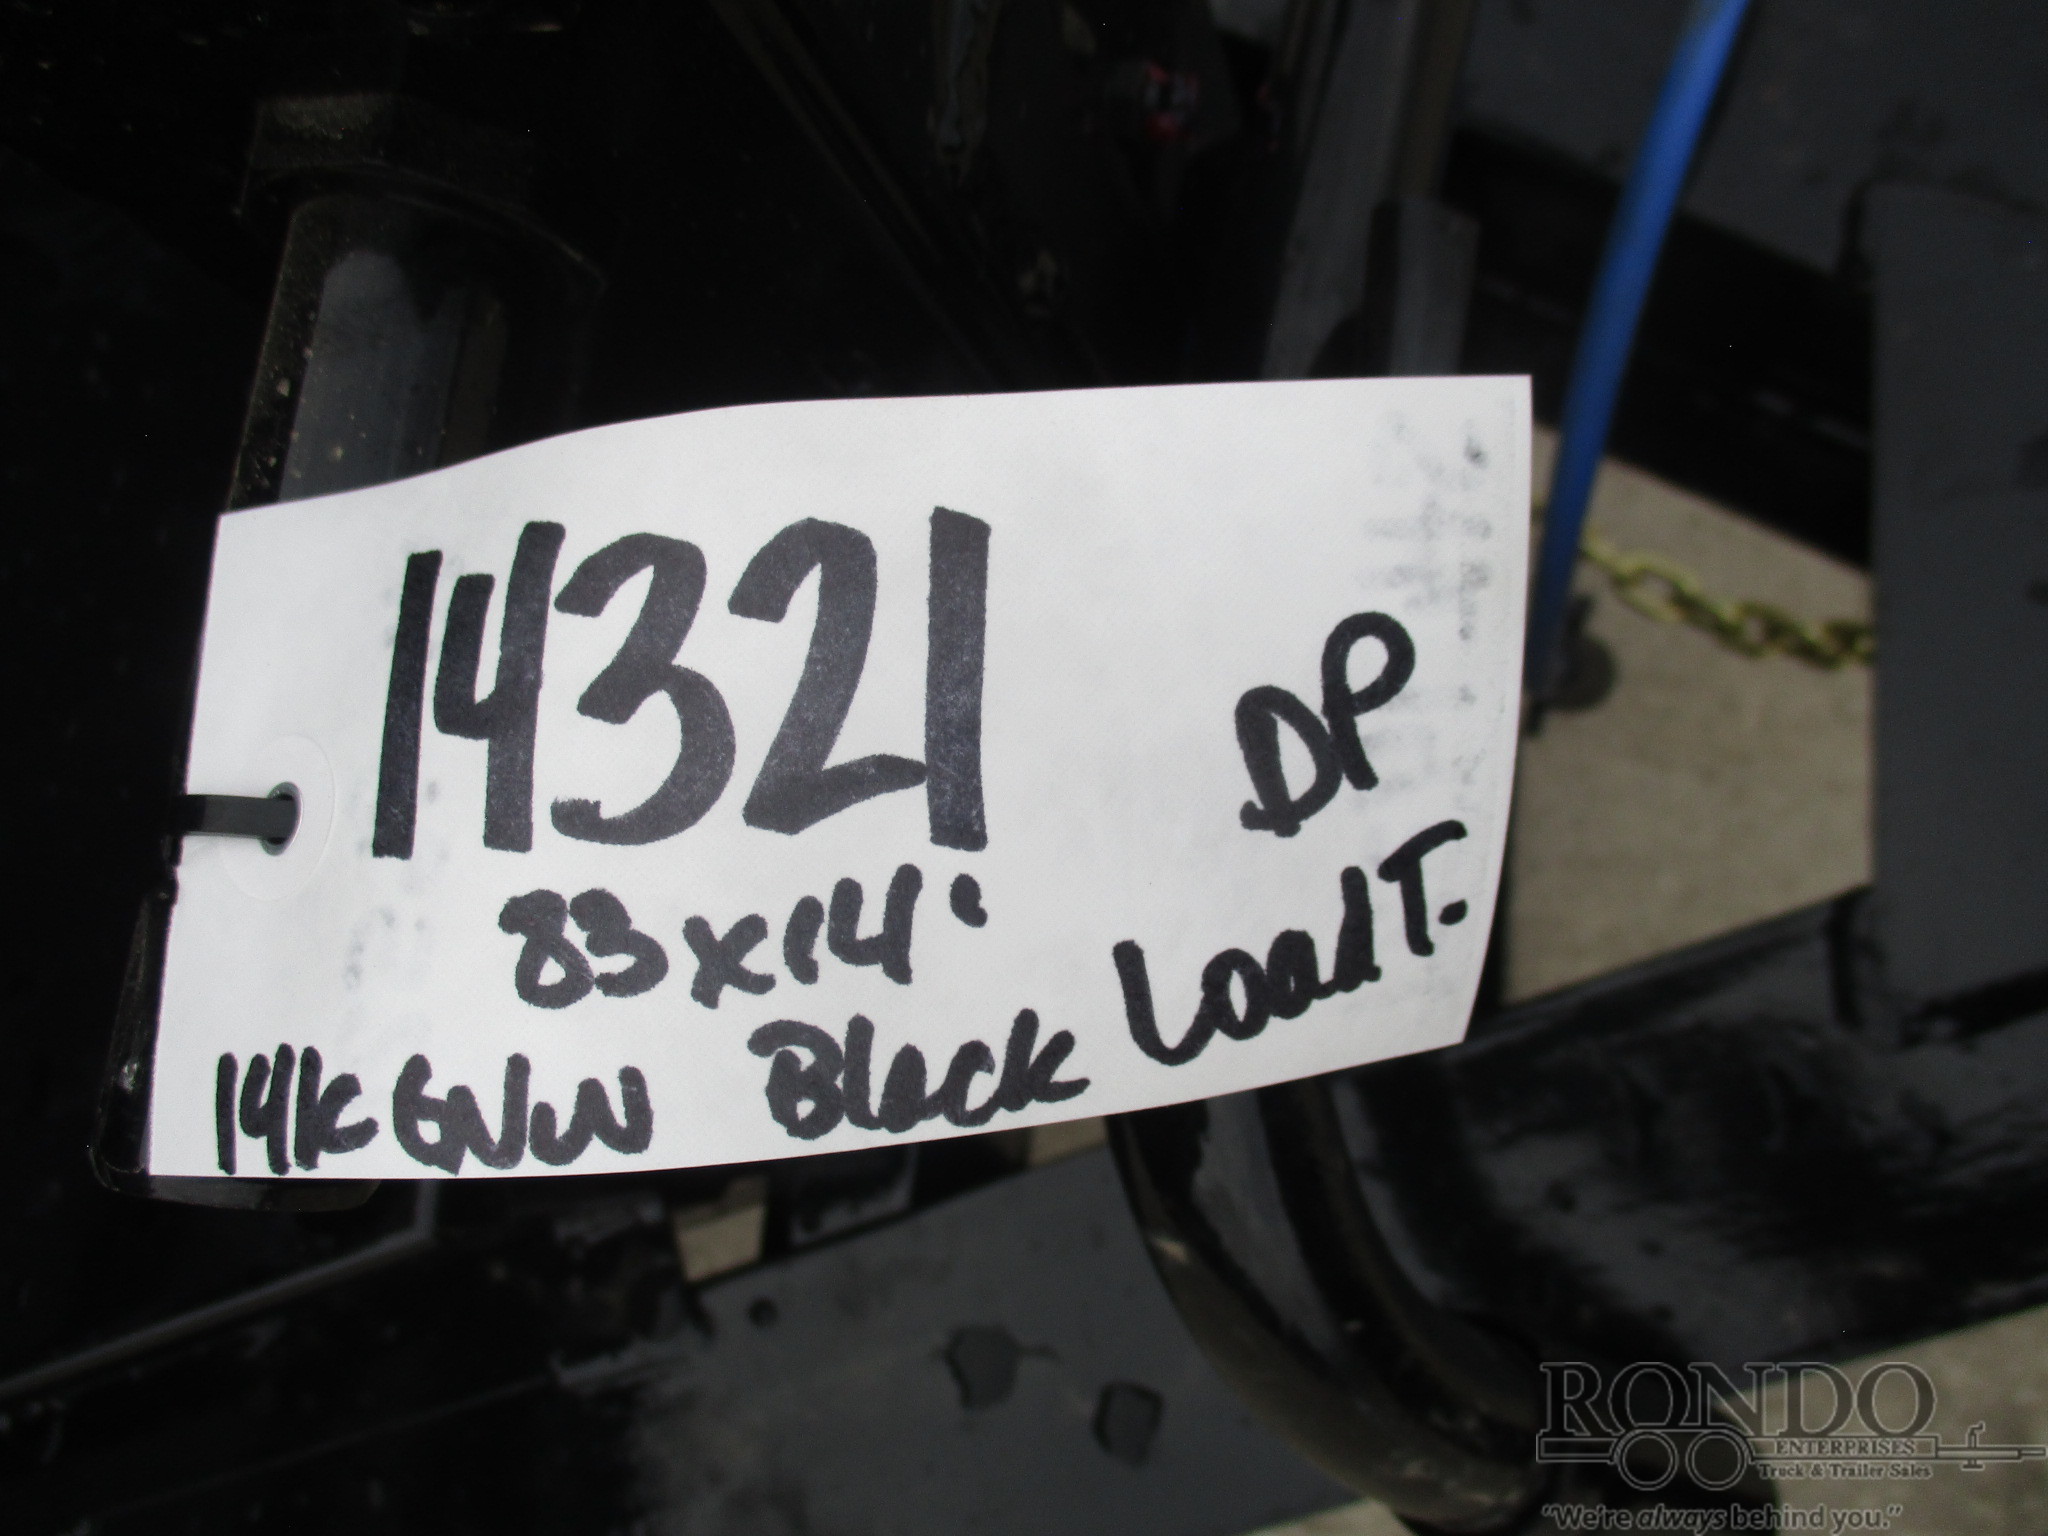 14321
DP
83x14'
Load T.
14k GVW Black
RONDO
ENTERPRISES
Truck & Trailer Sales
"We're always behind you."